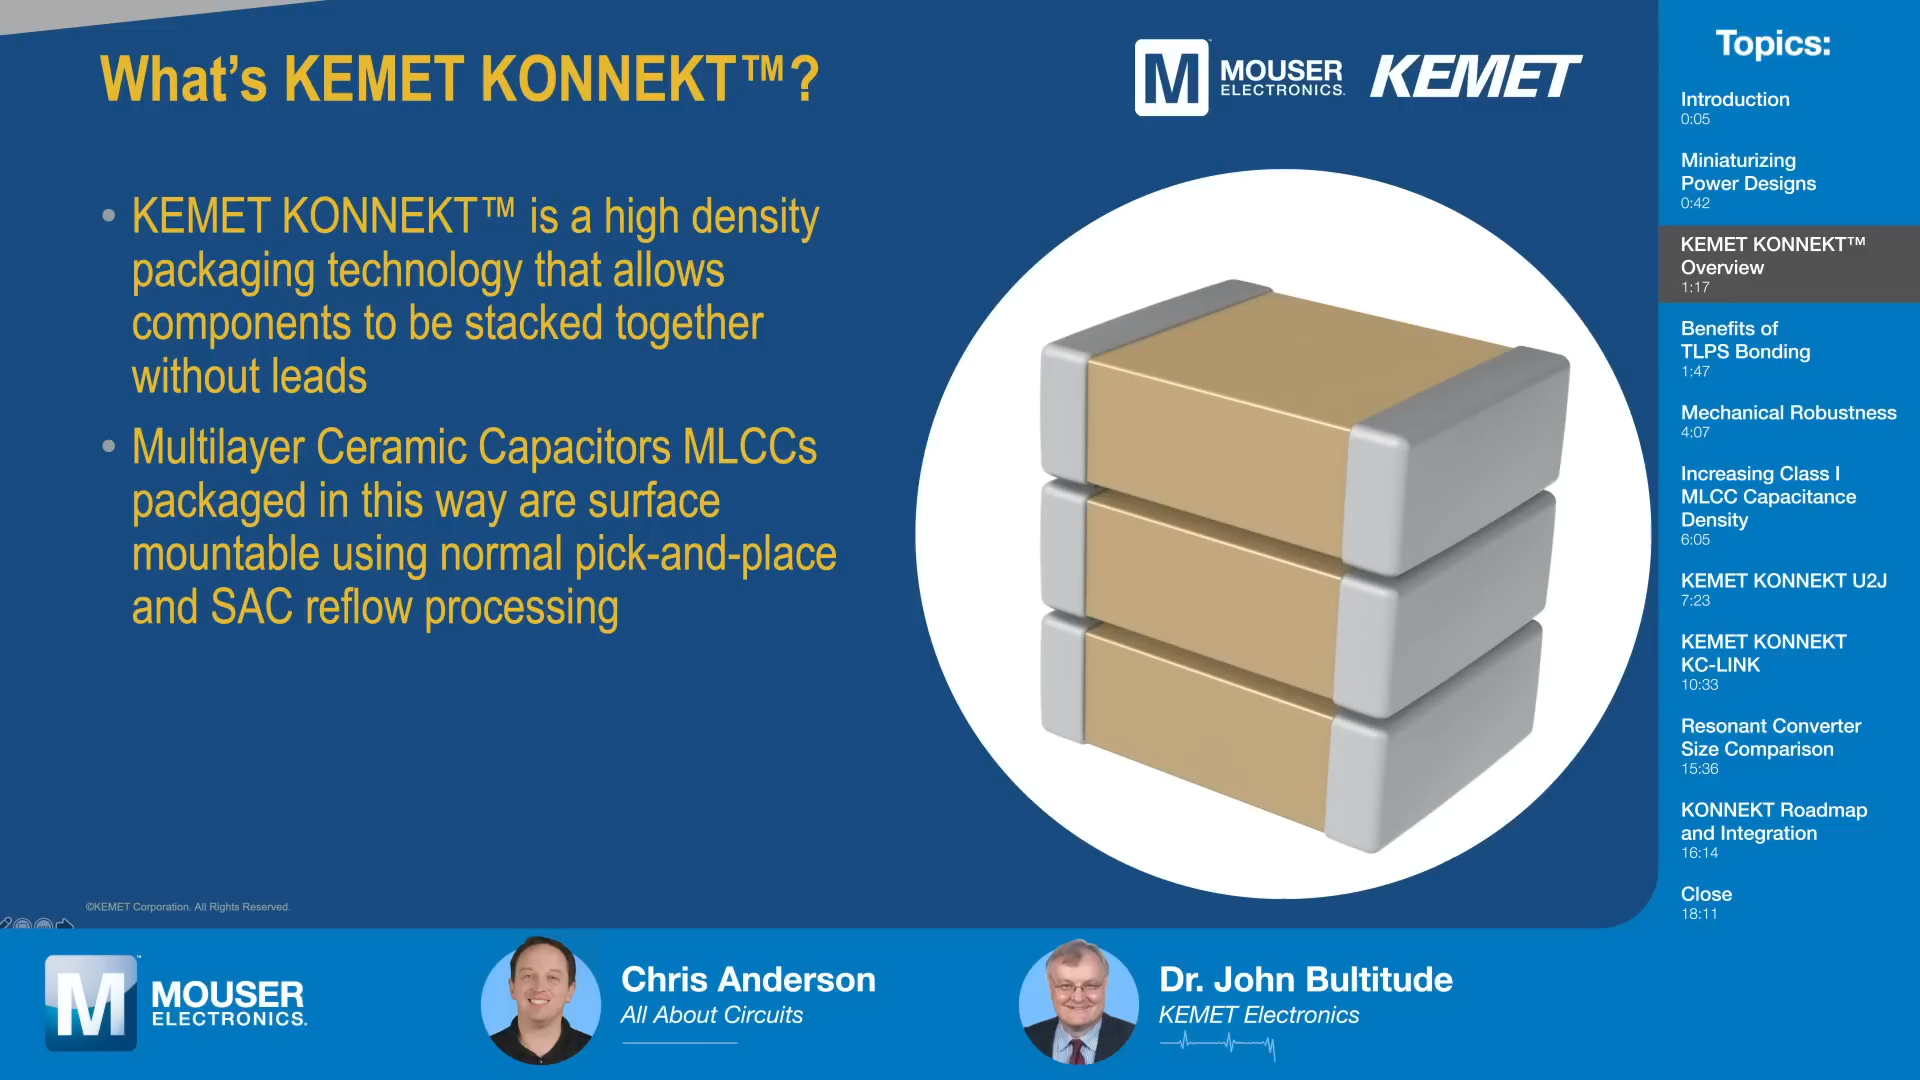 What's KEMET KONNEKT™?
M MOUSER
ELECTRONICS.
KEMET
• KEMET KONNEKT™ is a high density
packaging technology that allows
components to be stacked together
without leads
• Multilayer Ceramic Capacitors MLCCs
packaged in this way are surface
mountable using normal pick-and-place
and SAC reflow processing
©KEMET Corporation. All Rights Reserved.
Topics:
Introduction
0:05
Miniaturizing
Power Designs
0:42
KEMET KONNEKT™
Overview
1:17
Benefits of
TLPS Bonding
1:47
Mechanical Robustness
4:07
Increasing Class I
MLCC Capacitance
Density
6:05
KEMET KONNEKT U2J
7:23
KEMET KONNEKT
KC-LINK
10:33
Resonant Converter
Size Comparison
15:36
KONNEKT Roadmap
and Integration
16:14
Close
18:11
M™ MOUSER
ELECTRONICS.
Chris Anderson
All About Circuits
Dr. John Bultitude
KEMET Electronics